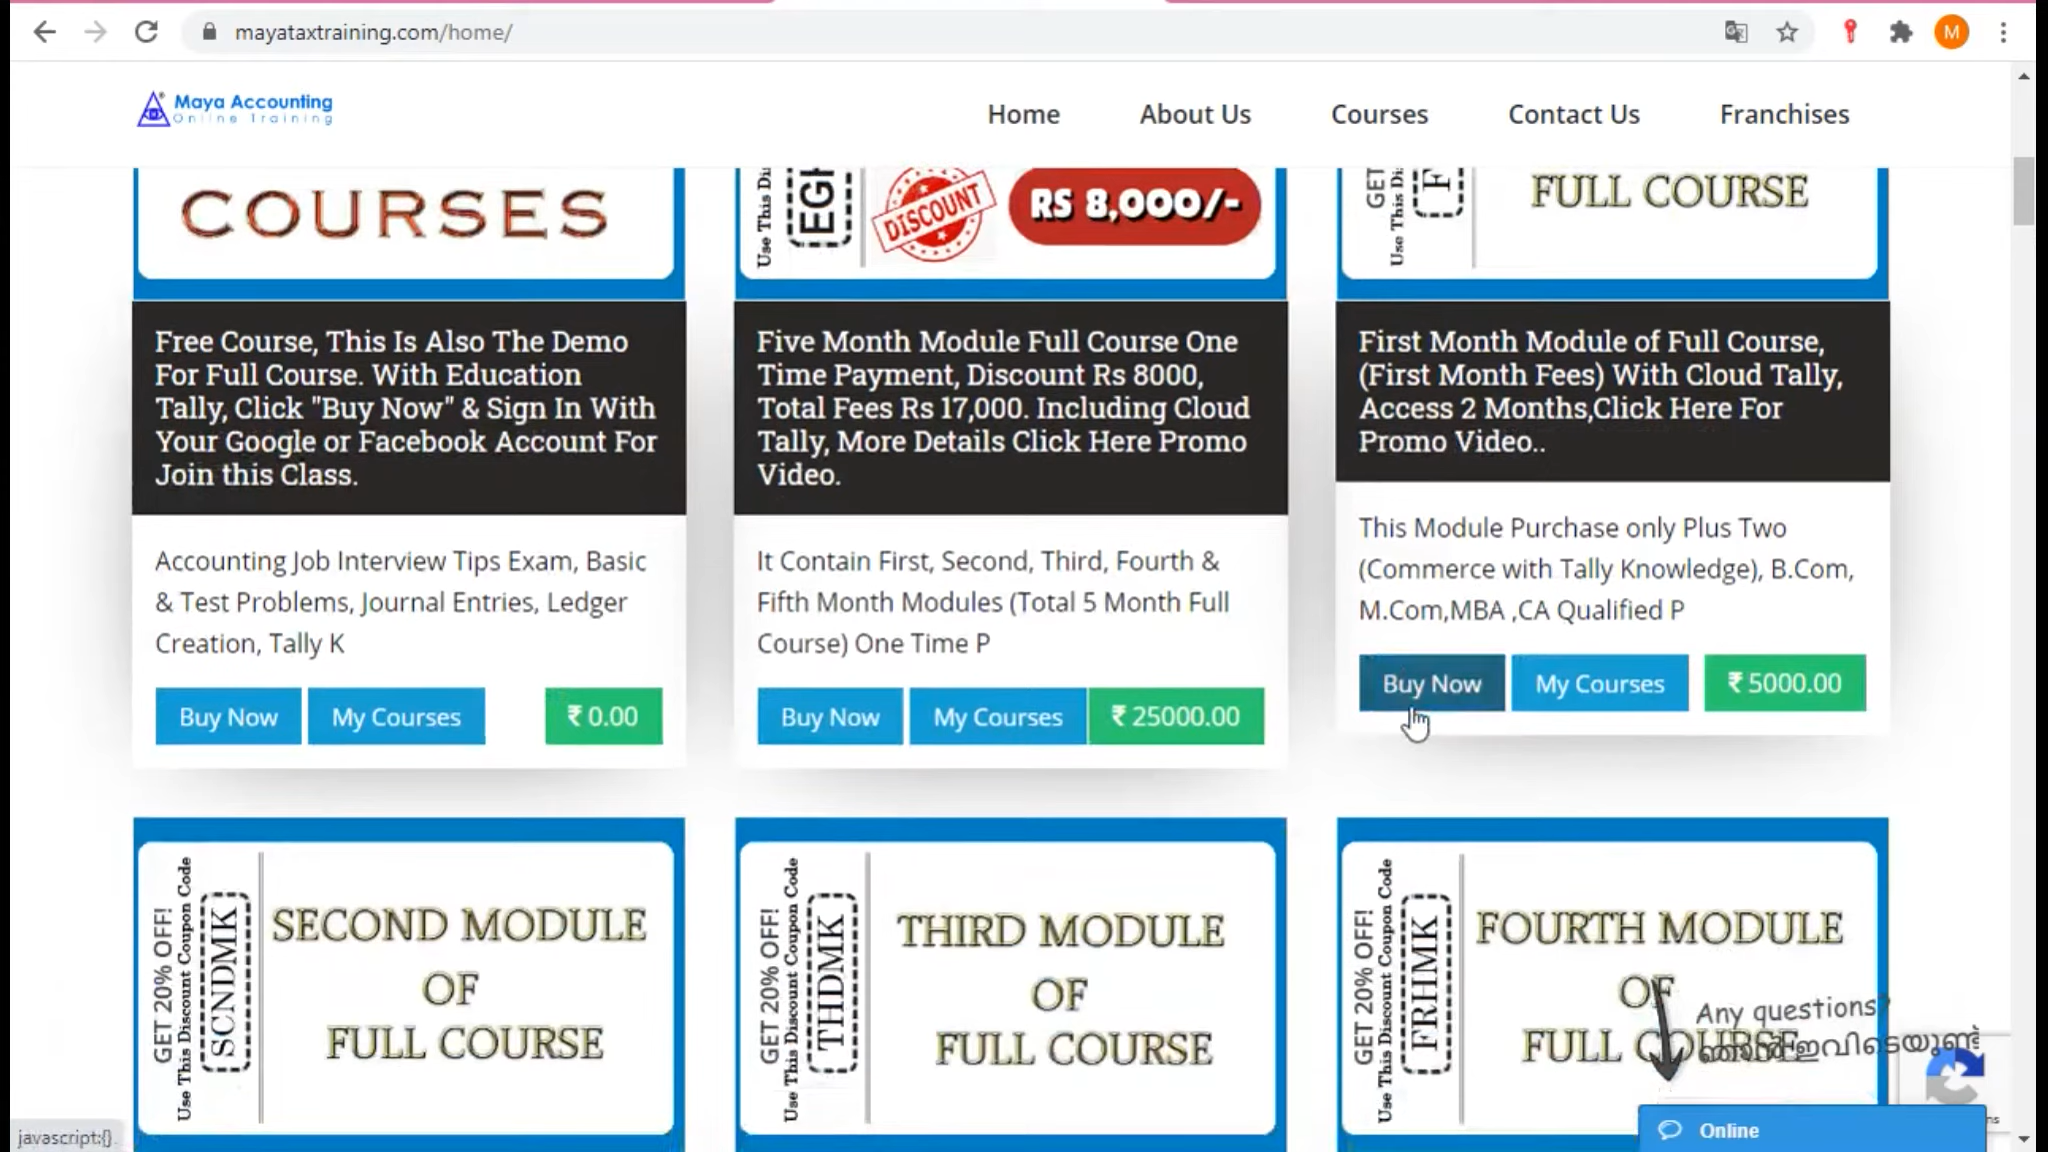 mayataxtraining.com/home/
M
Maya Accounting
Online Training
Home
About Us
Courses
Contact Us
Franchises
COURSES
Use This Di
EGH
DISCOUNT
RS 8,000/-
GET
Use This Di
F
FULL COURSE
Free Course, This Is Also The Demo
For Full Course. With Education
Tally, Click "Buy Now" & Sign In With
Your Google or Facebook Account For
Join this Class.
Accounting Job Interview Tips Exam, Basic
& Test Problems, Journal Entries, Ledger
Creation, Tally K
Buy Now
My Courses
₹ 0.00
Five Month Module Full Course One
Time Payment, Discount Rs 8000,
Total Fees Rs 17,000. Including Cloud
Tally, More Details Click Here Promo
Video.
It Contain First, Second, Third, Fourth &
Fifth Month Modules (Total 5 Month Full
Course) One Time P
Buy Now
My Courses
₹ 25000.00
First Month Module of Full Course,
(First Month Fees) With Cloud Tally,
Access 2 Months,Click Here For
Promo Video..
This Module Purchase only Plus Two
(Commerce with Tally Knowledge), B.Com,
M.Com,MBA ,CA Qualified P
Buy Now
My Courses
₹ 5000.00
GET 20% OFF!
Use This Discount Coupon Code
SCNDMK
SECOND MODULE
OF
FULL COURSE
GET 20% OFF!
Use This Discount Coupon Code
THDMK
THIRD MODULE
OF
FULL COURSE
GET 20% OFF!
Use This Discount Coupon Code
FRHMK
FOURTH MODULE
OF
FULL COURSE
Any questions?
ഞാൻ ഇവിടെയുണ്ട്
Online
javascript:{}